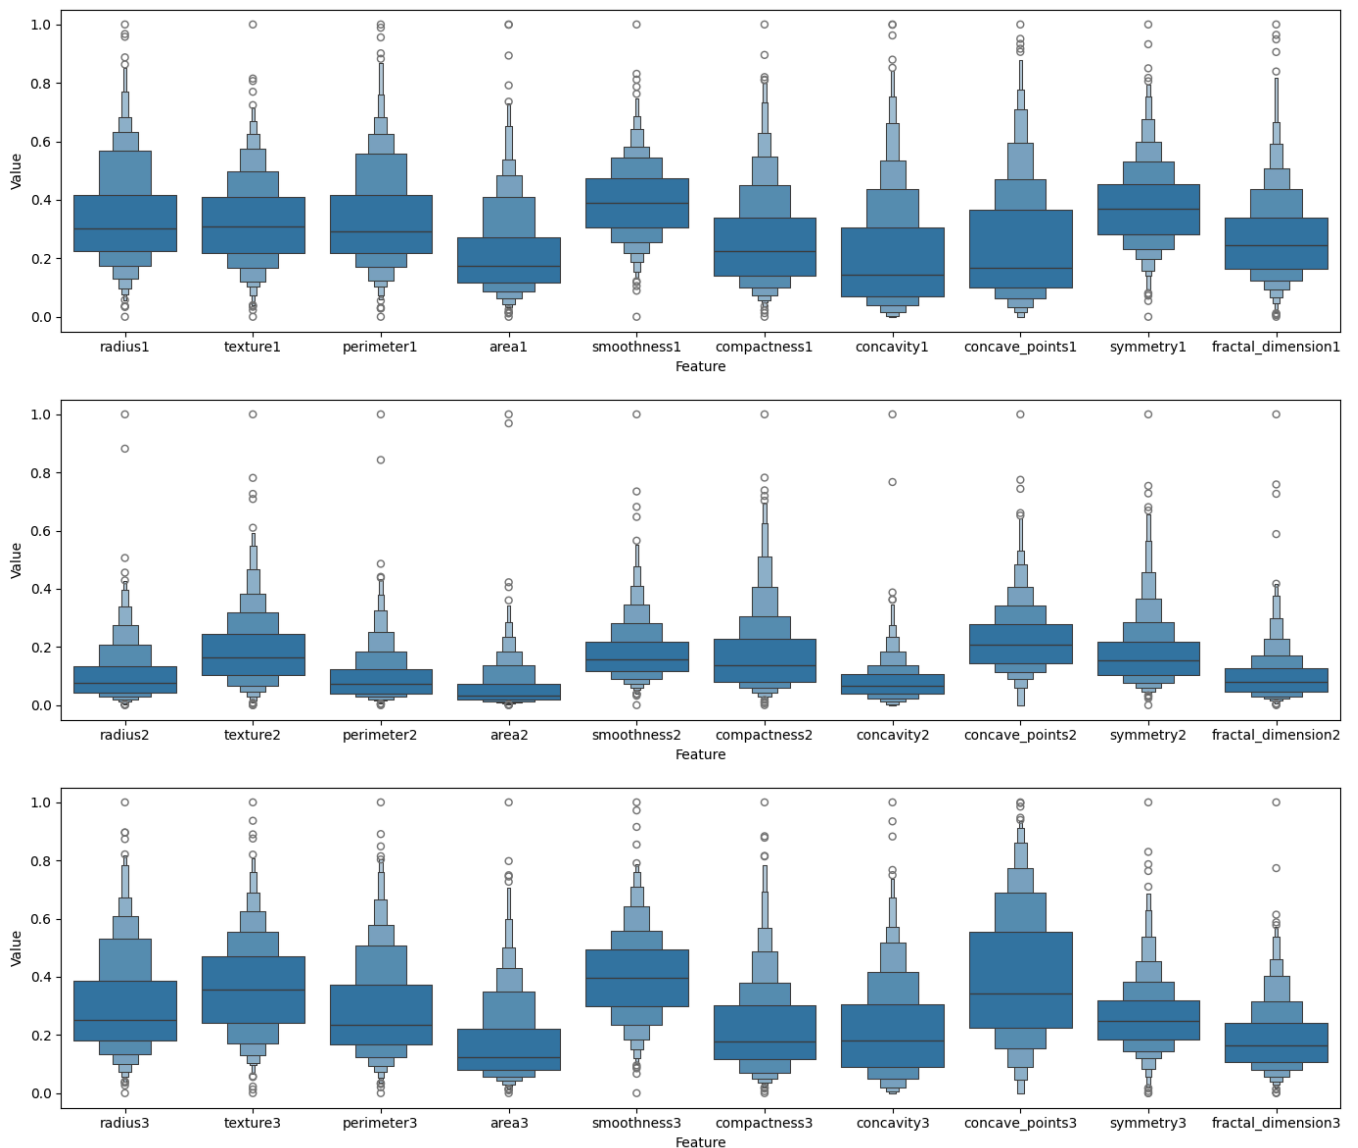 1.0
0.8
0.6
0.4
0.2
0.0
Value
radius1 texture1 perimeter1 area1 smoothness1 compactness1 concavity1 concave_points1 symmetry1 fractal_dimension1
Feature
1.0
0.8
0.6
0.4
0.2
0.0
Value
radius2 texture2 perimeter2 area2 smoothness2 compactness2 concavity2 concave_points2 symmetry2 fractal_dimension2
Feature
1.0
0.8
0.6
0.4
0.2
0.0
Value
radius3 texture3 perimeter3 area3 smoothness3 compactness3 concavity3 concave_points3 symmetry3 fractal_dimension3
Feature